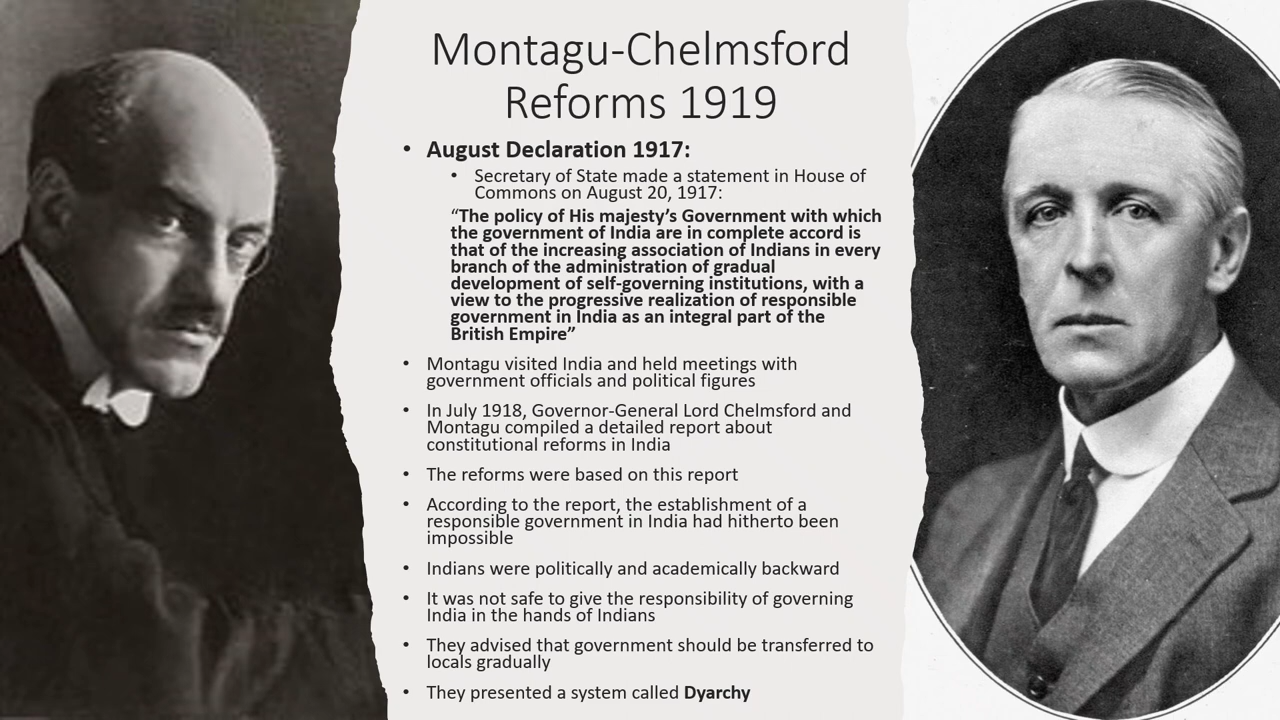 Montagu-Chelmsford
Reforms 1919
• August Declaration 1917:
• Secretary of State made a statement in House of
Commons on August 20, 1917:
“The policy of His majesty’s Government with which
the government of India are in complete accord is
that of the increasing association of Indians in every
branch of the administration of gradual
development of self-governing institutions, with a
view to the progressive realization of responsible
government in India as an integral part of the
British Empire”
• Montagu visited India and held meetings with
government officials and political figures
• In July 1918, Governor-General Lord Chelmsford and
Montagu compiled a detailed report about
constitutional reforms in India
• The reforms were based on this report
• According to the report, the establishment of a
responsible government in India had hitherto been
impossible
• Indians were politically and academically backward
• It was not safe to give the responsibility of governing
India in the hands of Indians
• They advised that government should be transferred to
locals gradually
• They presented a system called Dyarchy